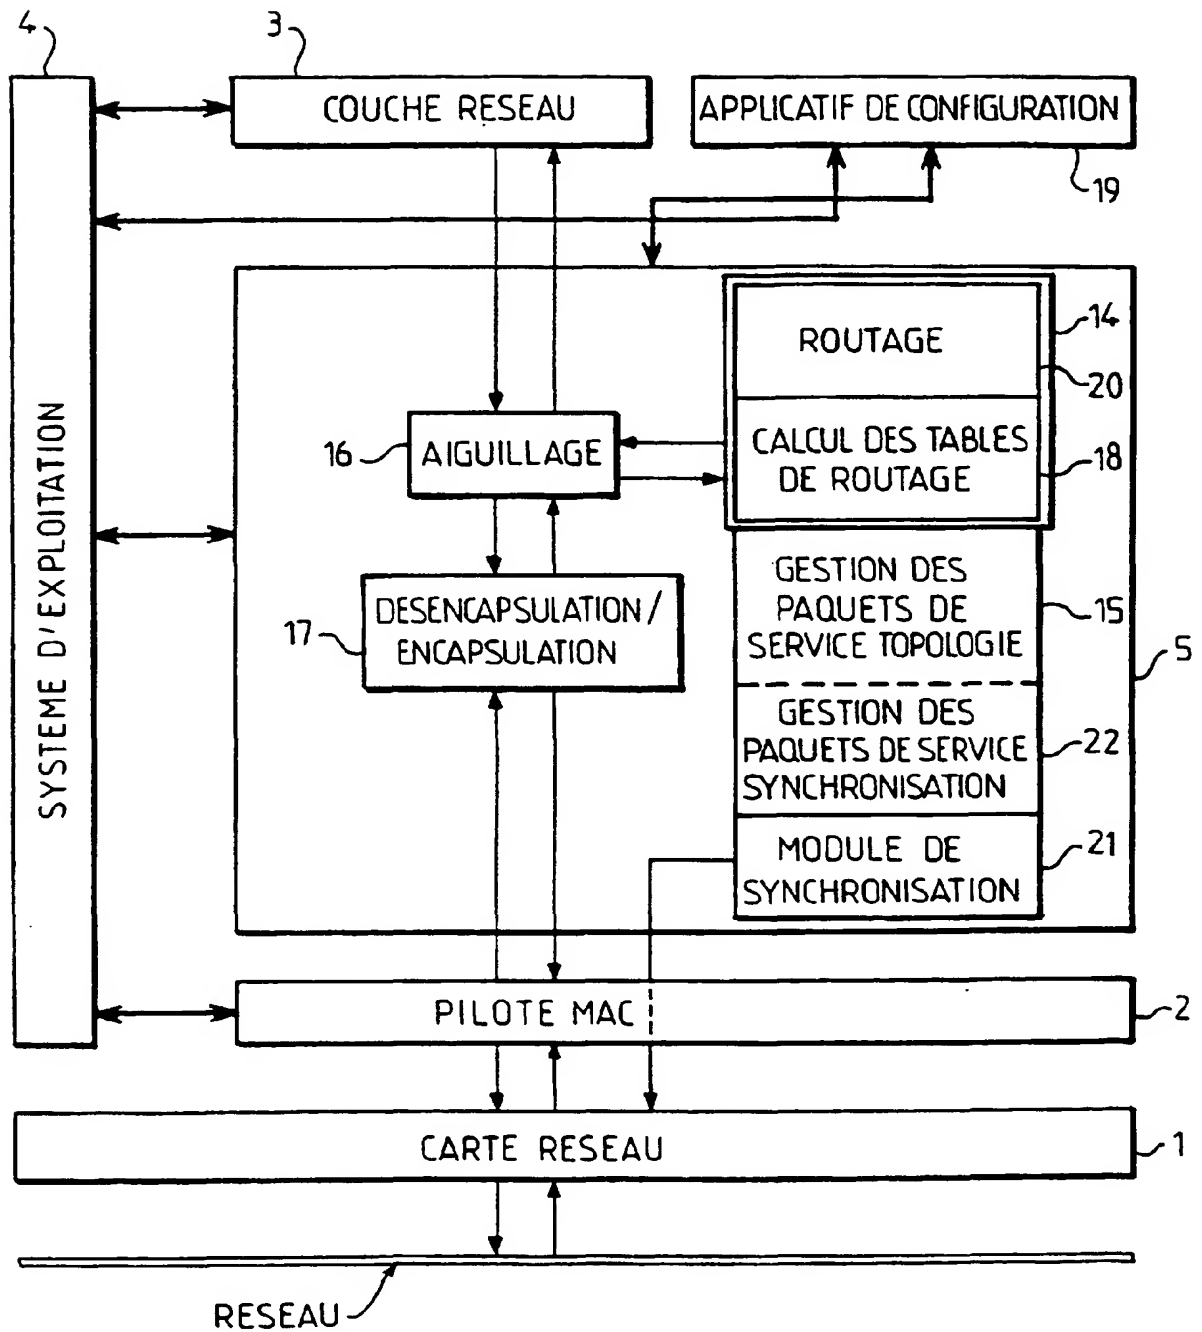 4
3
COUCHE RESEAU
APPLICATIF DE CONFIGURATION
19
SYSTEME D'EXPLOITATION
ROUTAGE
14
20
16
AIGUILLAGE
CALCUL DES TABLES
DE ROUTAGE
18
17
DESENCAPSULATION/
ENCAPSULATION
GESTION DES
PAQUETS DE
SERVICE TOPOLOGIE
15
5
GESTION DES
PAQUETS DE SERVICE
SYNCHRONISATION
22
MODULE DE
SYNCHRONISATION
21
PILOTE MAC
2
CARTE RESEAU
1
RESEAU